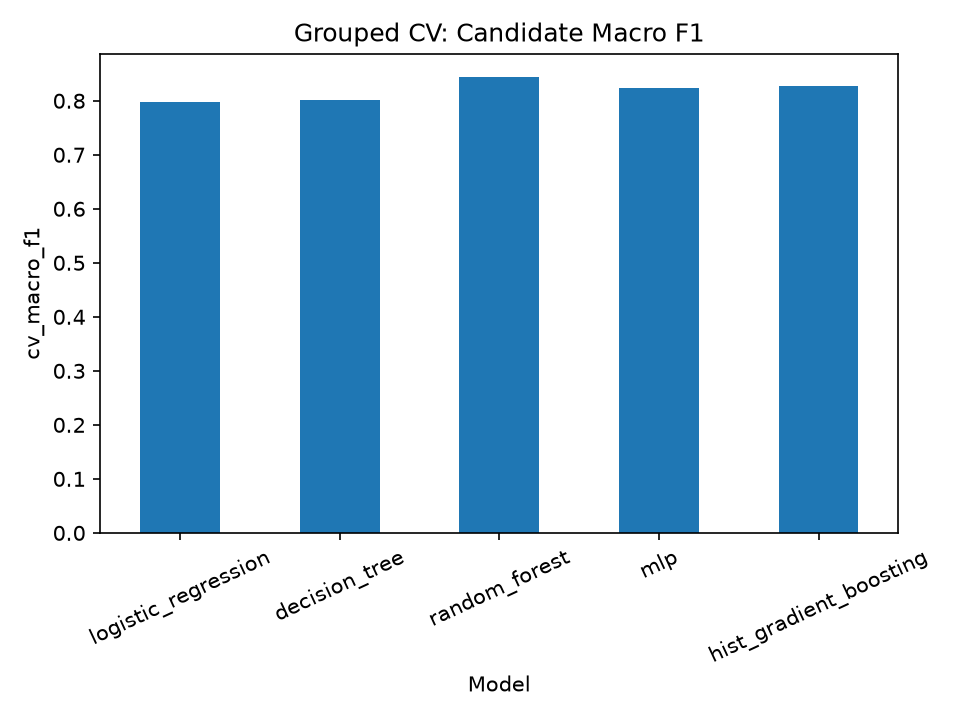 Grouped CV: Candidate Macro F1
cv_macro_f1
0.8
0.7
0.6
0.5
0.4
0.3
0.2
0.1
0.0
logistic_regression
decision_tree
random_forest
mlp
hist_gradient_boosting
Model